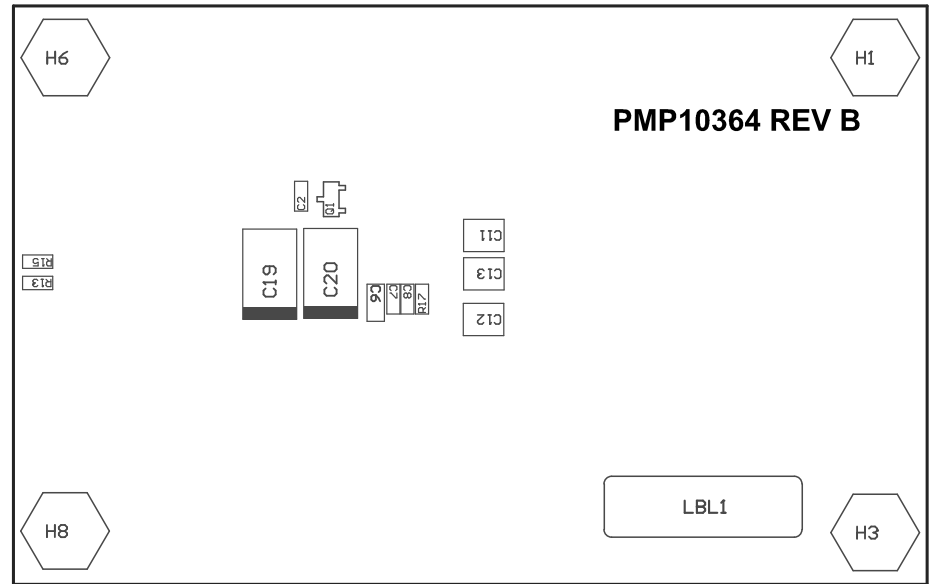 H6
H1
PMP10364 REV B
C2
Q1
R15
R13
C19
C20
C6
C7
C8
R17
C11
C13
C12
LBL1
H8
H3